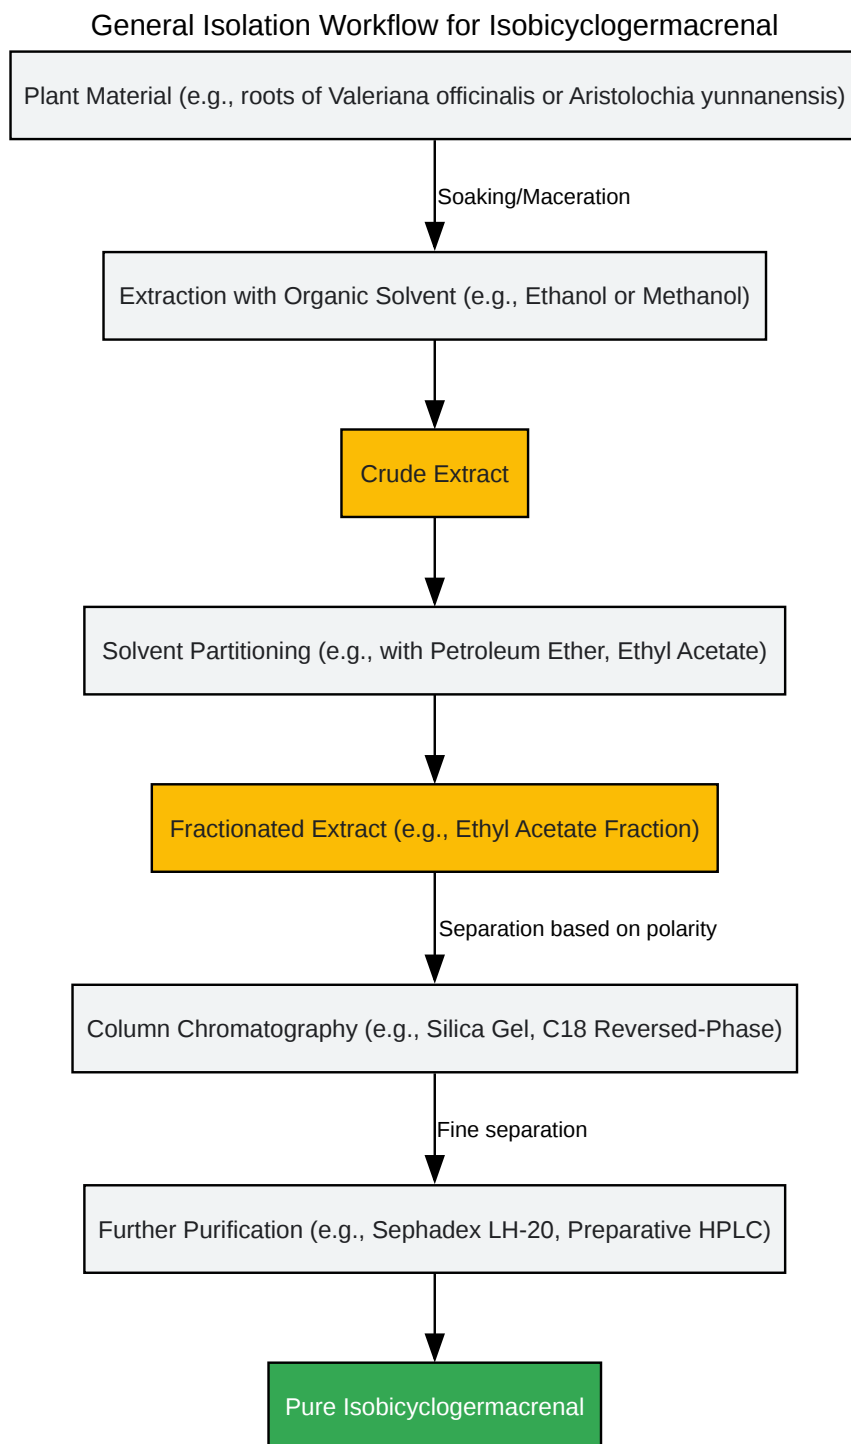 General Isolation Workflow for Isobicyclogermacrenal
Plant Material (e.g., roots of Valeriana officinalis or Aristolochia yunnanensis)
Soaking/Maceration
Extraction with Organic Solvent (e.g., Ethanol or Methanol)
Crude Extract
Solvent Partitioning (e.g., with Petroleum Ether, Ethyl Acetate)
Fractionated Extract (e.g., Ethyl Acetate Fraction)
Separation based on polarity
Column Chromatography (e.g., Silica Gel, C18 Reversed-Phase)
Fine separation
Further Purification (e.g., Sephadex LH-20, Preparative HPLC)
Pure Isobicyclogermacrenal